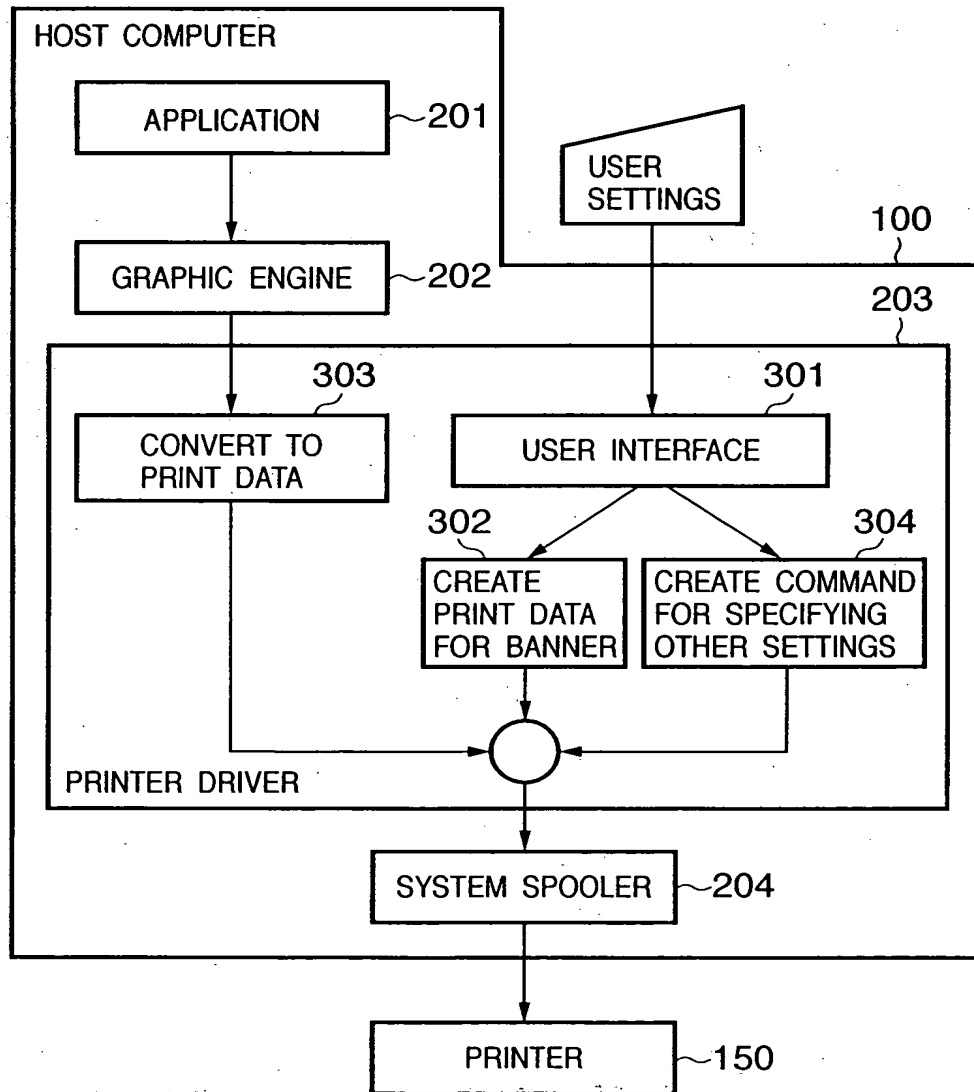 HOST COMPUTER
APPLICATION
201
USER
SETTINGS
100
GRAPHIC ENGINE
202
203
303
301
CONVERT TO
PRINT DATA
USER INTERFACE
302
304
CREATE
PRINT DATA
FOR BANNER
CREATE COMMAND
FOR SPECIFYING
OTHER SETTINGS
PRINTER DRIVER
SYSTEM SPOOLER
204
PRINTER
150